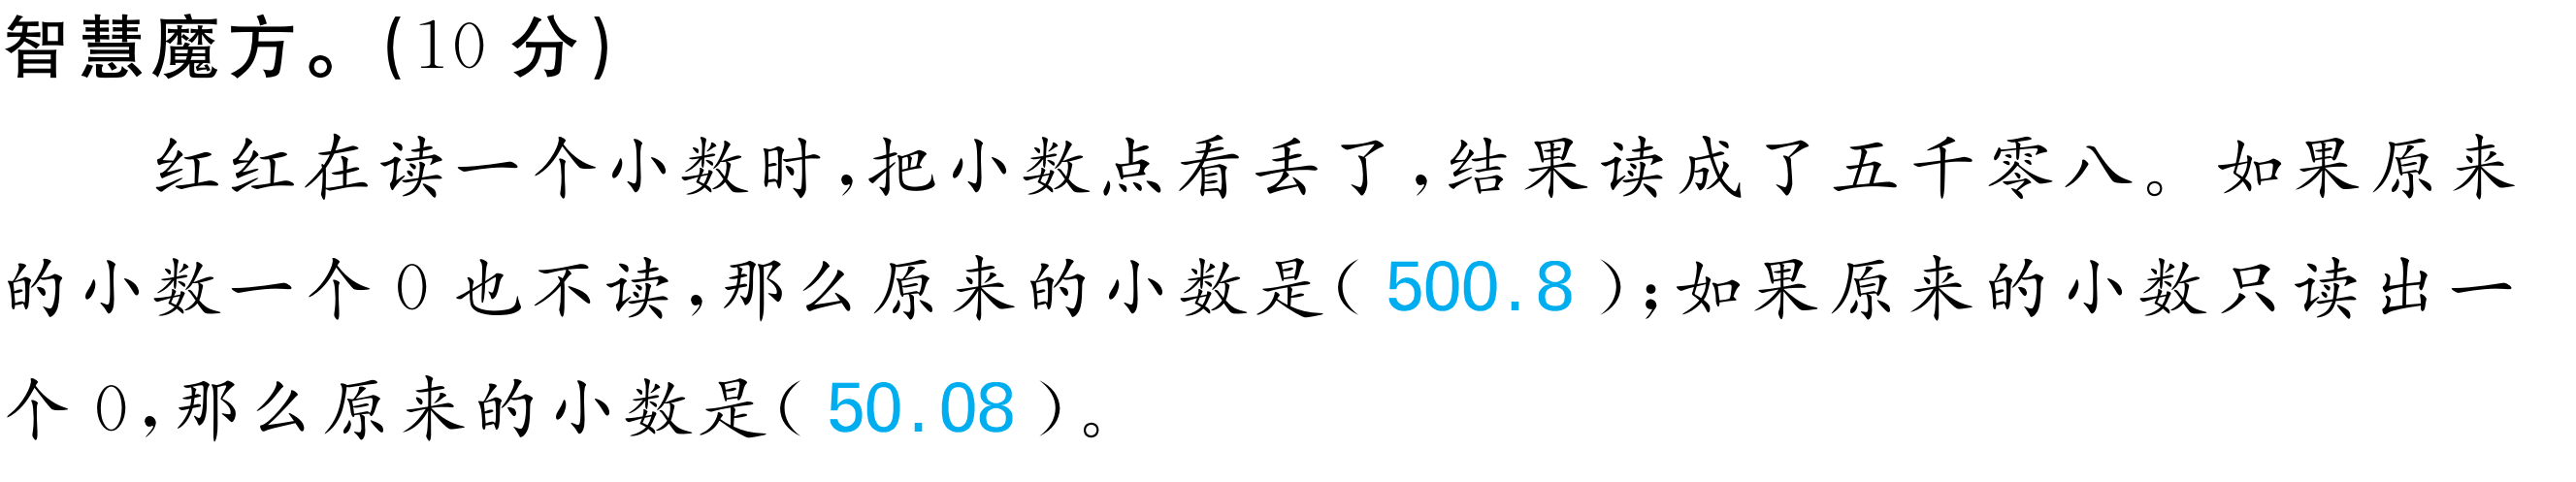 智慧魔方。(10 分)
红红在读一个小数时,把小数点看丢了,结果读成了五千零八。如果原来
的小数一个 0 也不读,那么原来的小数是( 500.8 );如果原来的小数只读出一
个 0,那么原来的小数是( 50.08 )。